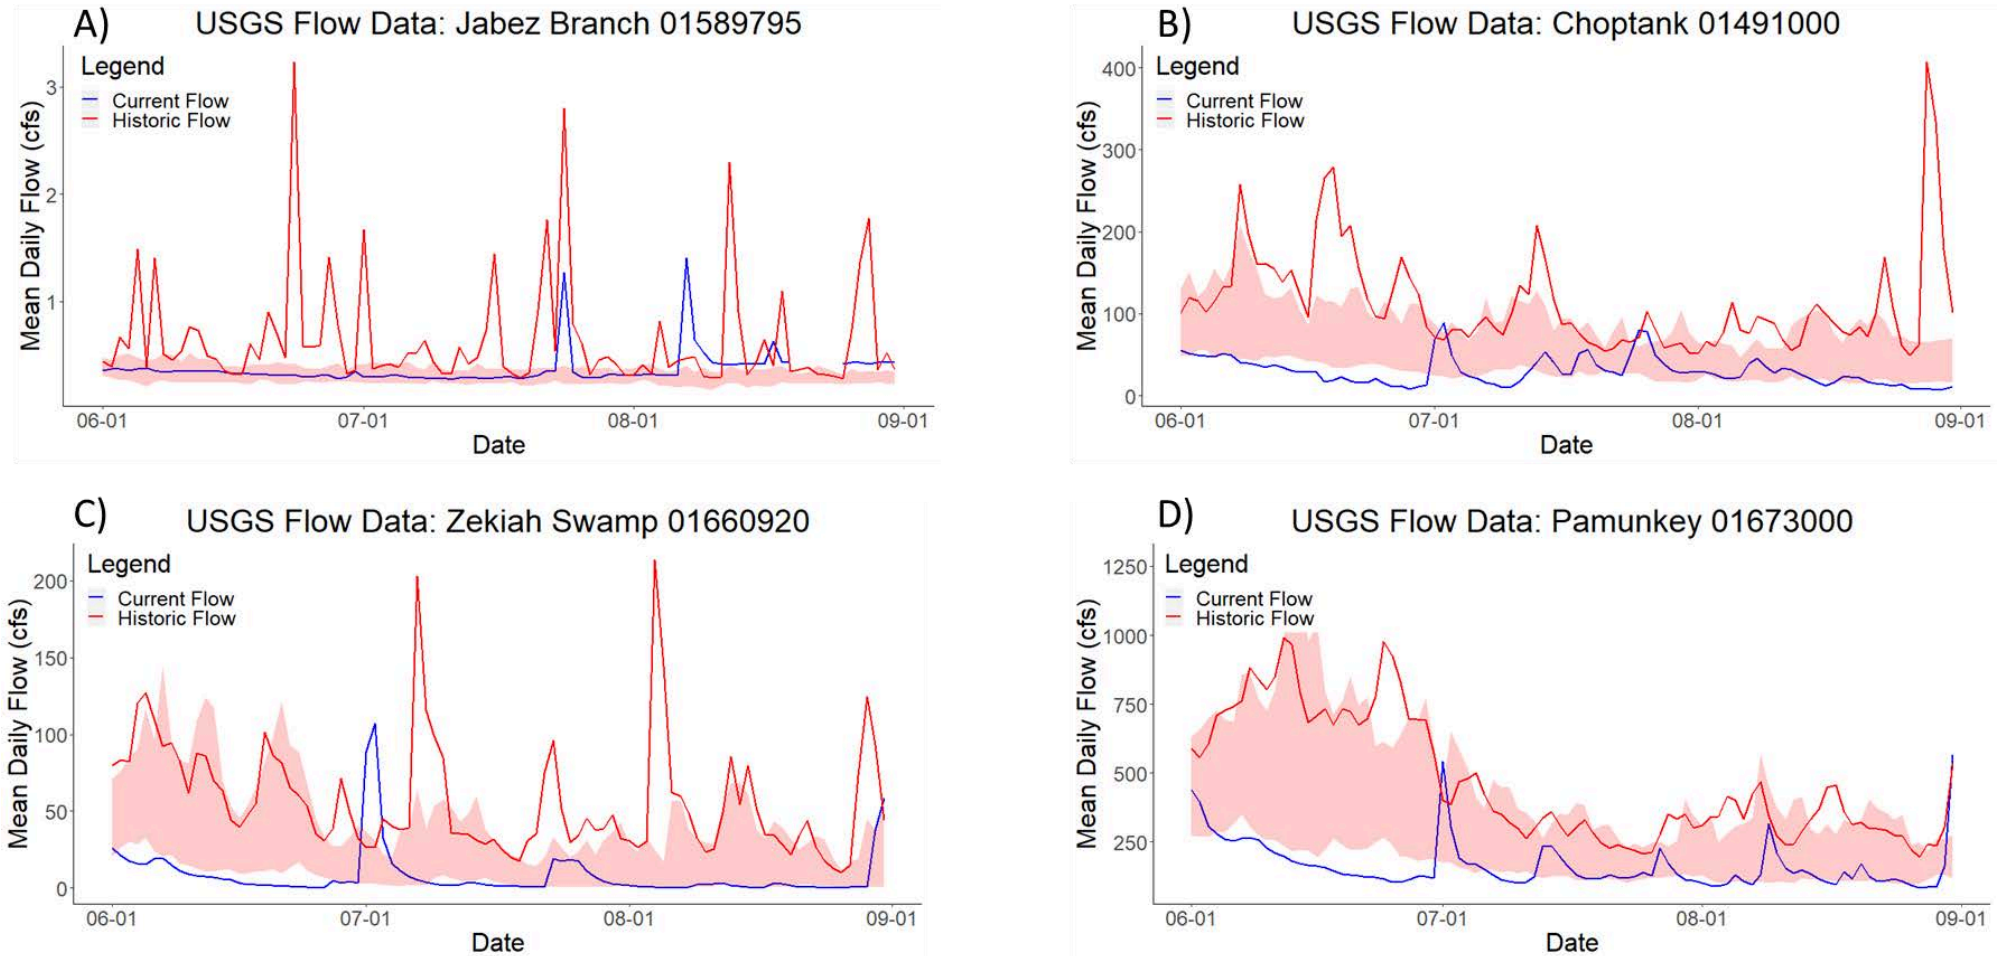 A)
USGS Flow Data: Jabez Branch 01589795
Legend
Current Flow
Historic Flow
Mean Daily Flow (cfs)
3
2
1
06-01
07-01
08-01
09-01
Date
B)
USGS Flow Data: Choptank 01491000
Legend
Current Flow
Historic Flow
Mean Daily Flow (cfs)
400
300
200
100
0
06-01
07-01
08-01
09-01
Date
C)
USGS Flow Data: Zekiah Swamp 01660920
Legend
Current Flow
Historic Flow
Mean Daily Flow (cfs)
200
150
100
50
0
06-01
07-01
08-01
09-01
Date
D)
USGS Flow Data: Pamunkey 01673000
Legend
Current Flow
Historic Flow
Mean Daily Flow (cfs)
1250
1000
750
500
250
06-01
07-01
08-01
09-01
Date